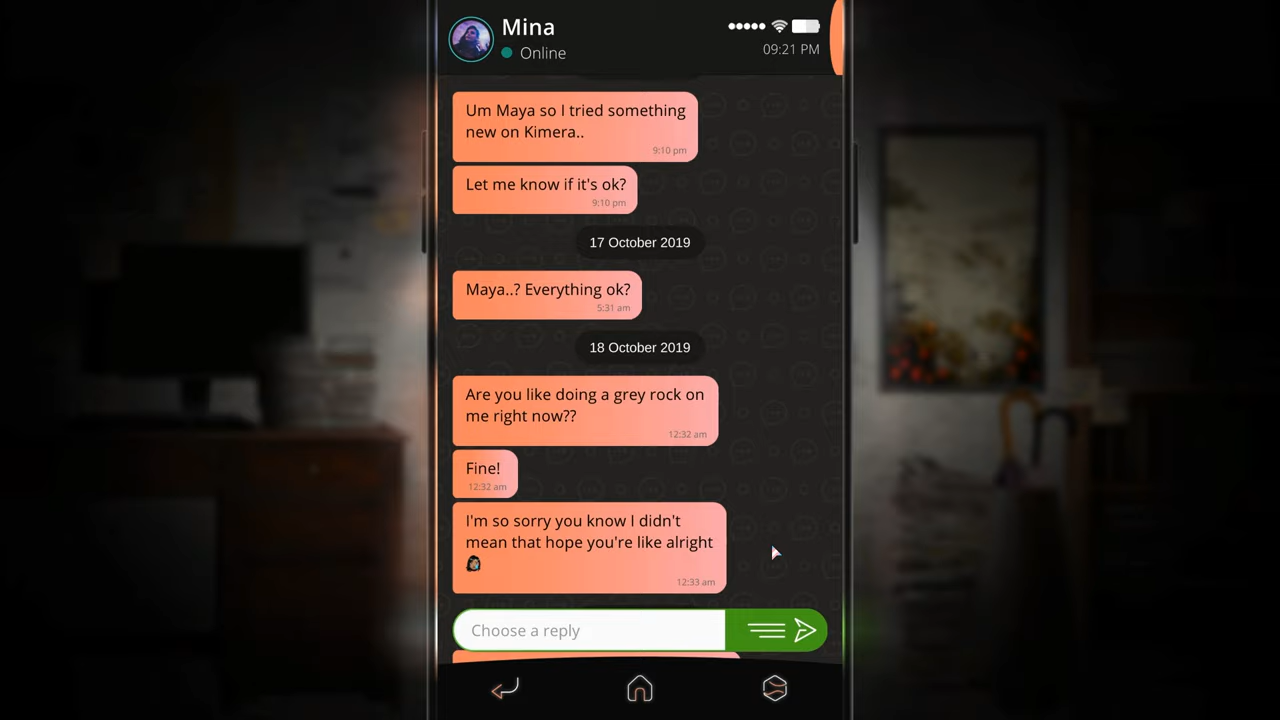 Mina
Online
09:21 PM
Um Maya so I tried something
new on Kimera..
9:10 pm
Let me know if it's ok?
9:10 pm
17 October 2019
Maya..? Everything ok?
5:31 am
18 October 2019
Are you like doing a grey rock on
me right now??
12:32 am
Fine!
12:32 am
I'm so sorry you know I didn't
mean that hope you're like alright
12:33 am
Choose a reply